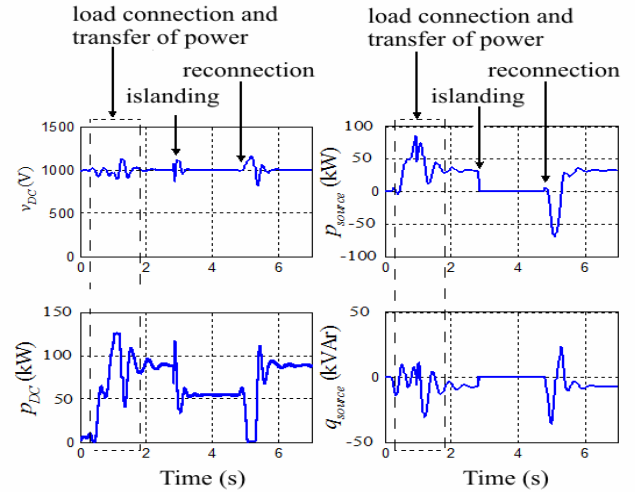 load connection and
transfer of power
reconnection
islanding
1500
1000
500
0
v_DC (V)
0 2 4 6
load connection and
transfer of power
reconnection
islanding
100
50
0
-50
-100
p_source (kW)
0 2 4 6
150
100
50
0
p_DC (kW)
0 2 4 6
Time (s)
50
0
-50
q_source (kVAr)
0 2 4 6
Time (s)